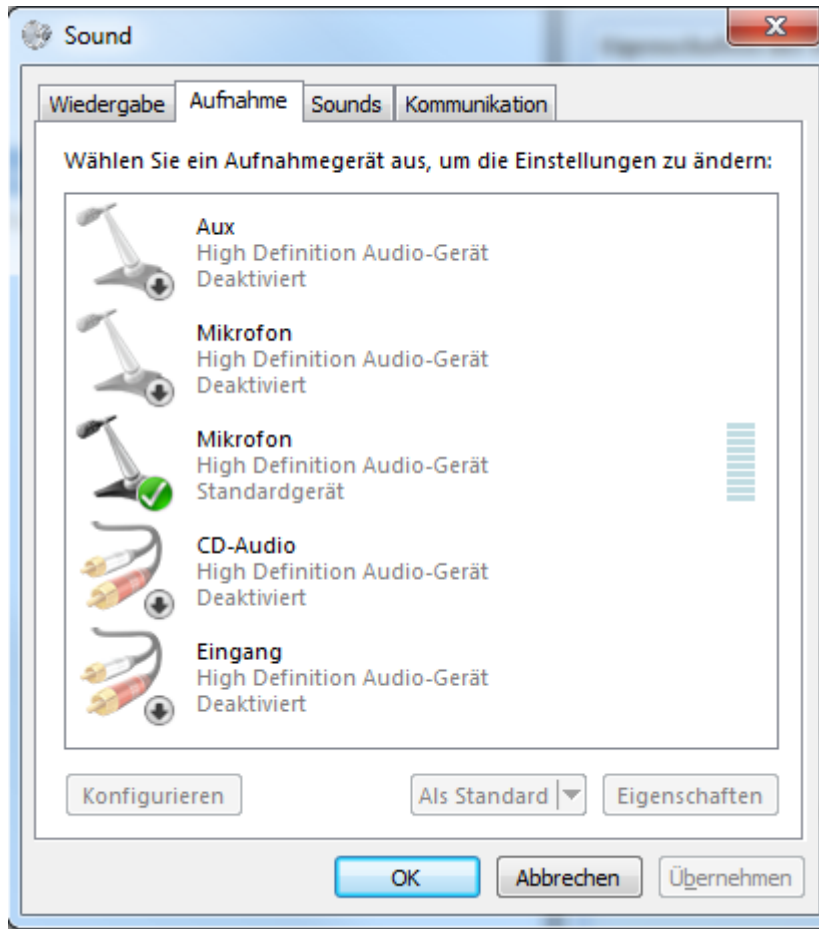 Sound
Wiedergabe Aufnahme Sounds Kommunikation
Wählen Sie ein Aufnahmegerät aus, um die Einstellungen zu ändern:
Aux
High Definition Audio-Gerät
Deaktiviert
Mikrofon
High Definition Audio-Gerät
Deaktiviert
Mikrofon
High Definition Audio-Gerät
Standardgerät
CD-Audio
High Definition Audio-Gerät
Deaktiviert
Eingang
High Definition Audio-Gerät
Deaktiviert
Konfigurieren Als Standard Eigenschaften
OK Abbrechen Übernehmen